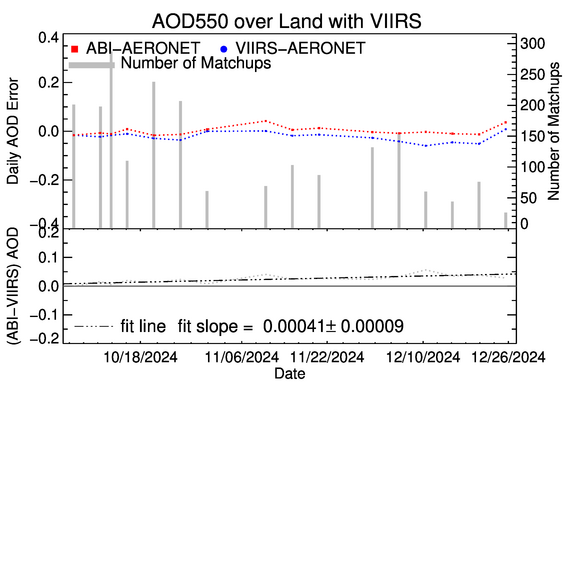 AOD550 over Land with VIIRS
ABI-AERONET VIIRS-AERONET
Number of Matchups
0.4
0.2
0.0
-0.2
-0.4
Daily AOD Error
300
250
200
150
100
50
0
Number of Matchups
0.2
0.1
0.0
-0.1
-0.2
(ABI-VIIRS) AOD
fit line fit slope = 0.00041± 0.00009
10/18/2024 11/06/2024 11/22/2024 12/10/2024 12/26/2024
Date